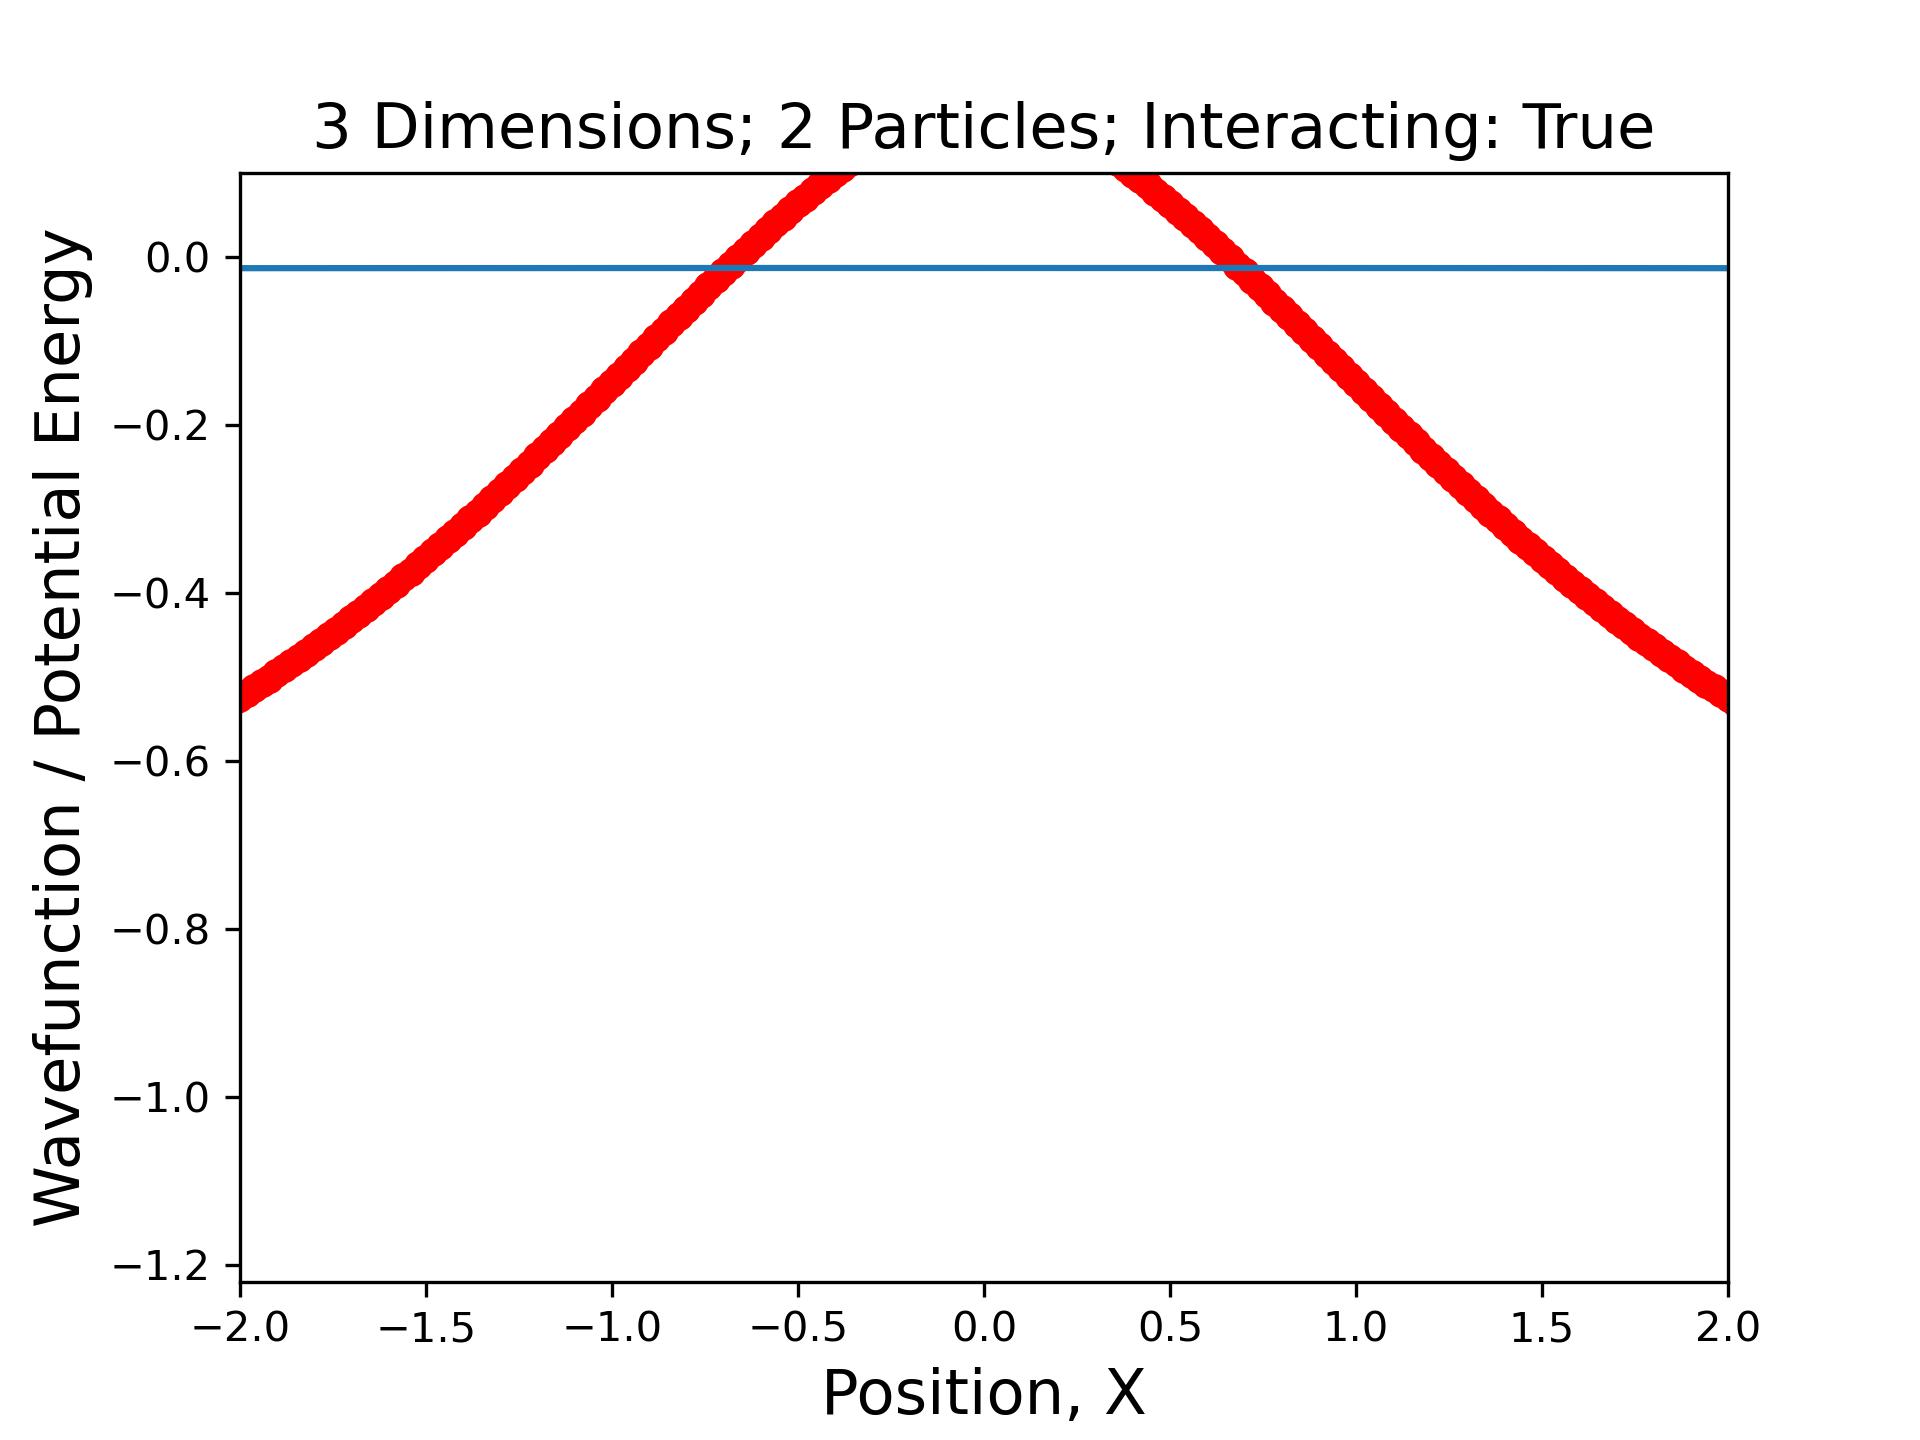 3 Dimensions; 2 Particles; Interacting: True
Wavefunction / Potential Energy
0.0
−0.2
−0.4
−0.6
−0.8
−1.0
−1.2
−2.0 −1.5 −1.0 −0.5 0.0 0.5 1.0 1.5 2.0
Position, X